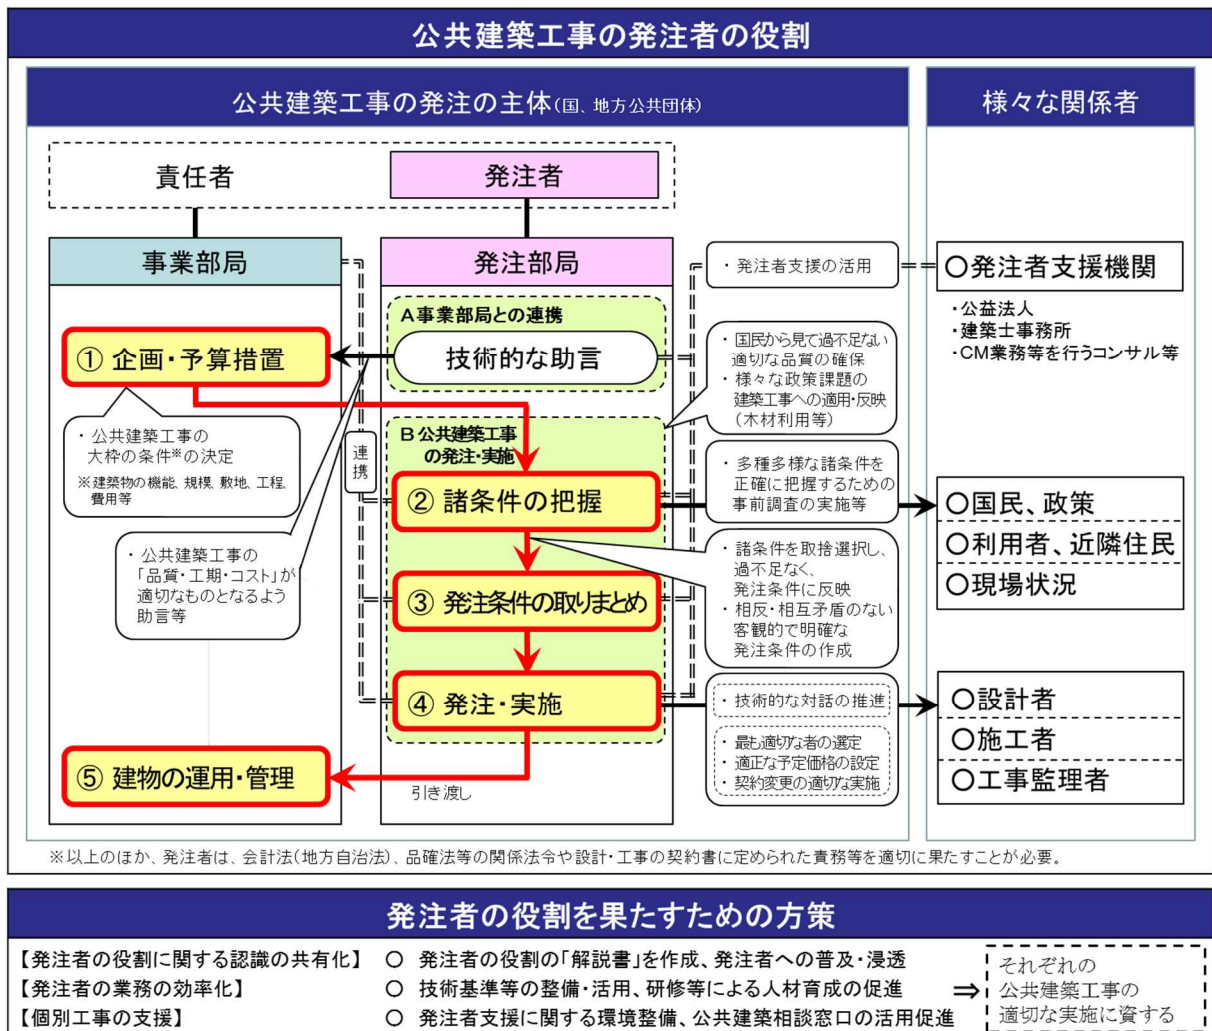 公共建築工事の発注者の役割
公共建築工事の発注の主体(国、地方公共団体)
様々な関係者
責任者
発注者
事業部局
発注部局
・発注者支援の活用
〇発注者支援機関
・公益法人
・建築士事務所
・CM業務等を行うコンサル等
A事業部局との連携
技術的な助言
① 企画・予算措置
・国民から見て過不足ない
適切な品質の確保
・様々な政策課題の
建築工事への適用・反映
(木材利用等)
・公共建築工事の
大枠の条件※の決定
※建築物の機能、規模、敷地、工程、
費用等
連携
B 公共建築工事
の発注・実施
② 諸条件の把握
・多種多様な諸条件を
正確に把握するための
事前調査の実施等
〇国民、政策
〇利用者、近隣住民
〇現場状況
・公共建築工事の
「品質・工期・コスト」が
適切なものとなるよう
助言等
③ 発注条件の取りまとめ
・諸条件を取捨選択し、
過不足なく、
発注条件に反映
・相反・相互矛盾のない
客観的で明確な
発注条件の作成
④ 発注・実施
・技術的な対話の推進
・最も適切な者の選定
・適正な予定価格の設定
・契約変更の適切な実施
〇設計者
〇施工者
〇工事監理者
⑤ 建物の運用・管理
引き渡し
※以上のほか、発注者は、会計法(地方自治法)、品確法等の関係法令や設計・工事の契約書に定められた責務等を適切に果たすことが必要。
発注者の役割を果たすための方策
【発注者の役割に関する認識の共有化】 〇 発注者の役割の「解説書」を作成、発注者への普及・浸透
【発注者の業務の効率化】 〇 技術基準等の整備・活用、研修等による人材育成の促進
【個別工事の支援】 〇 発注者支援に関する環境整備、公共建築相談窓口の活用促進
⇒
それぞれの
公共建築工事の
適切な実施に資する